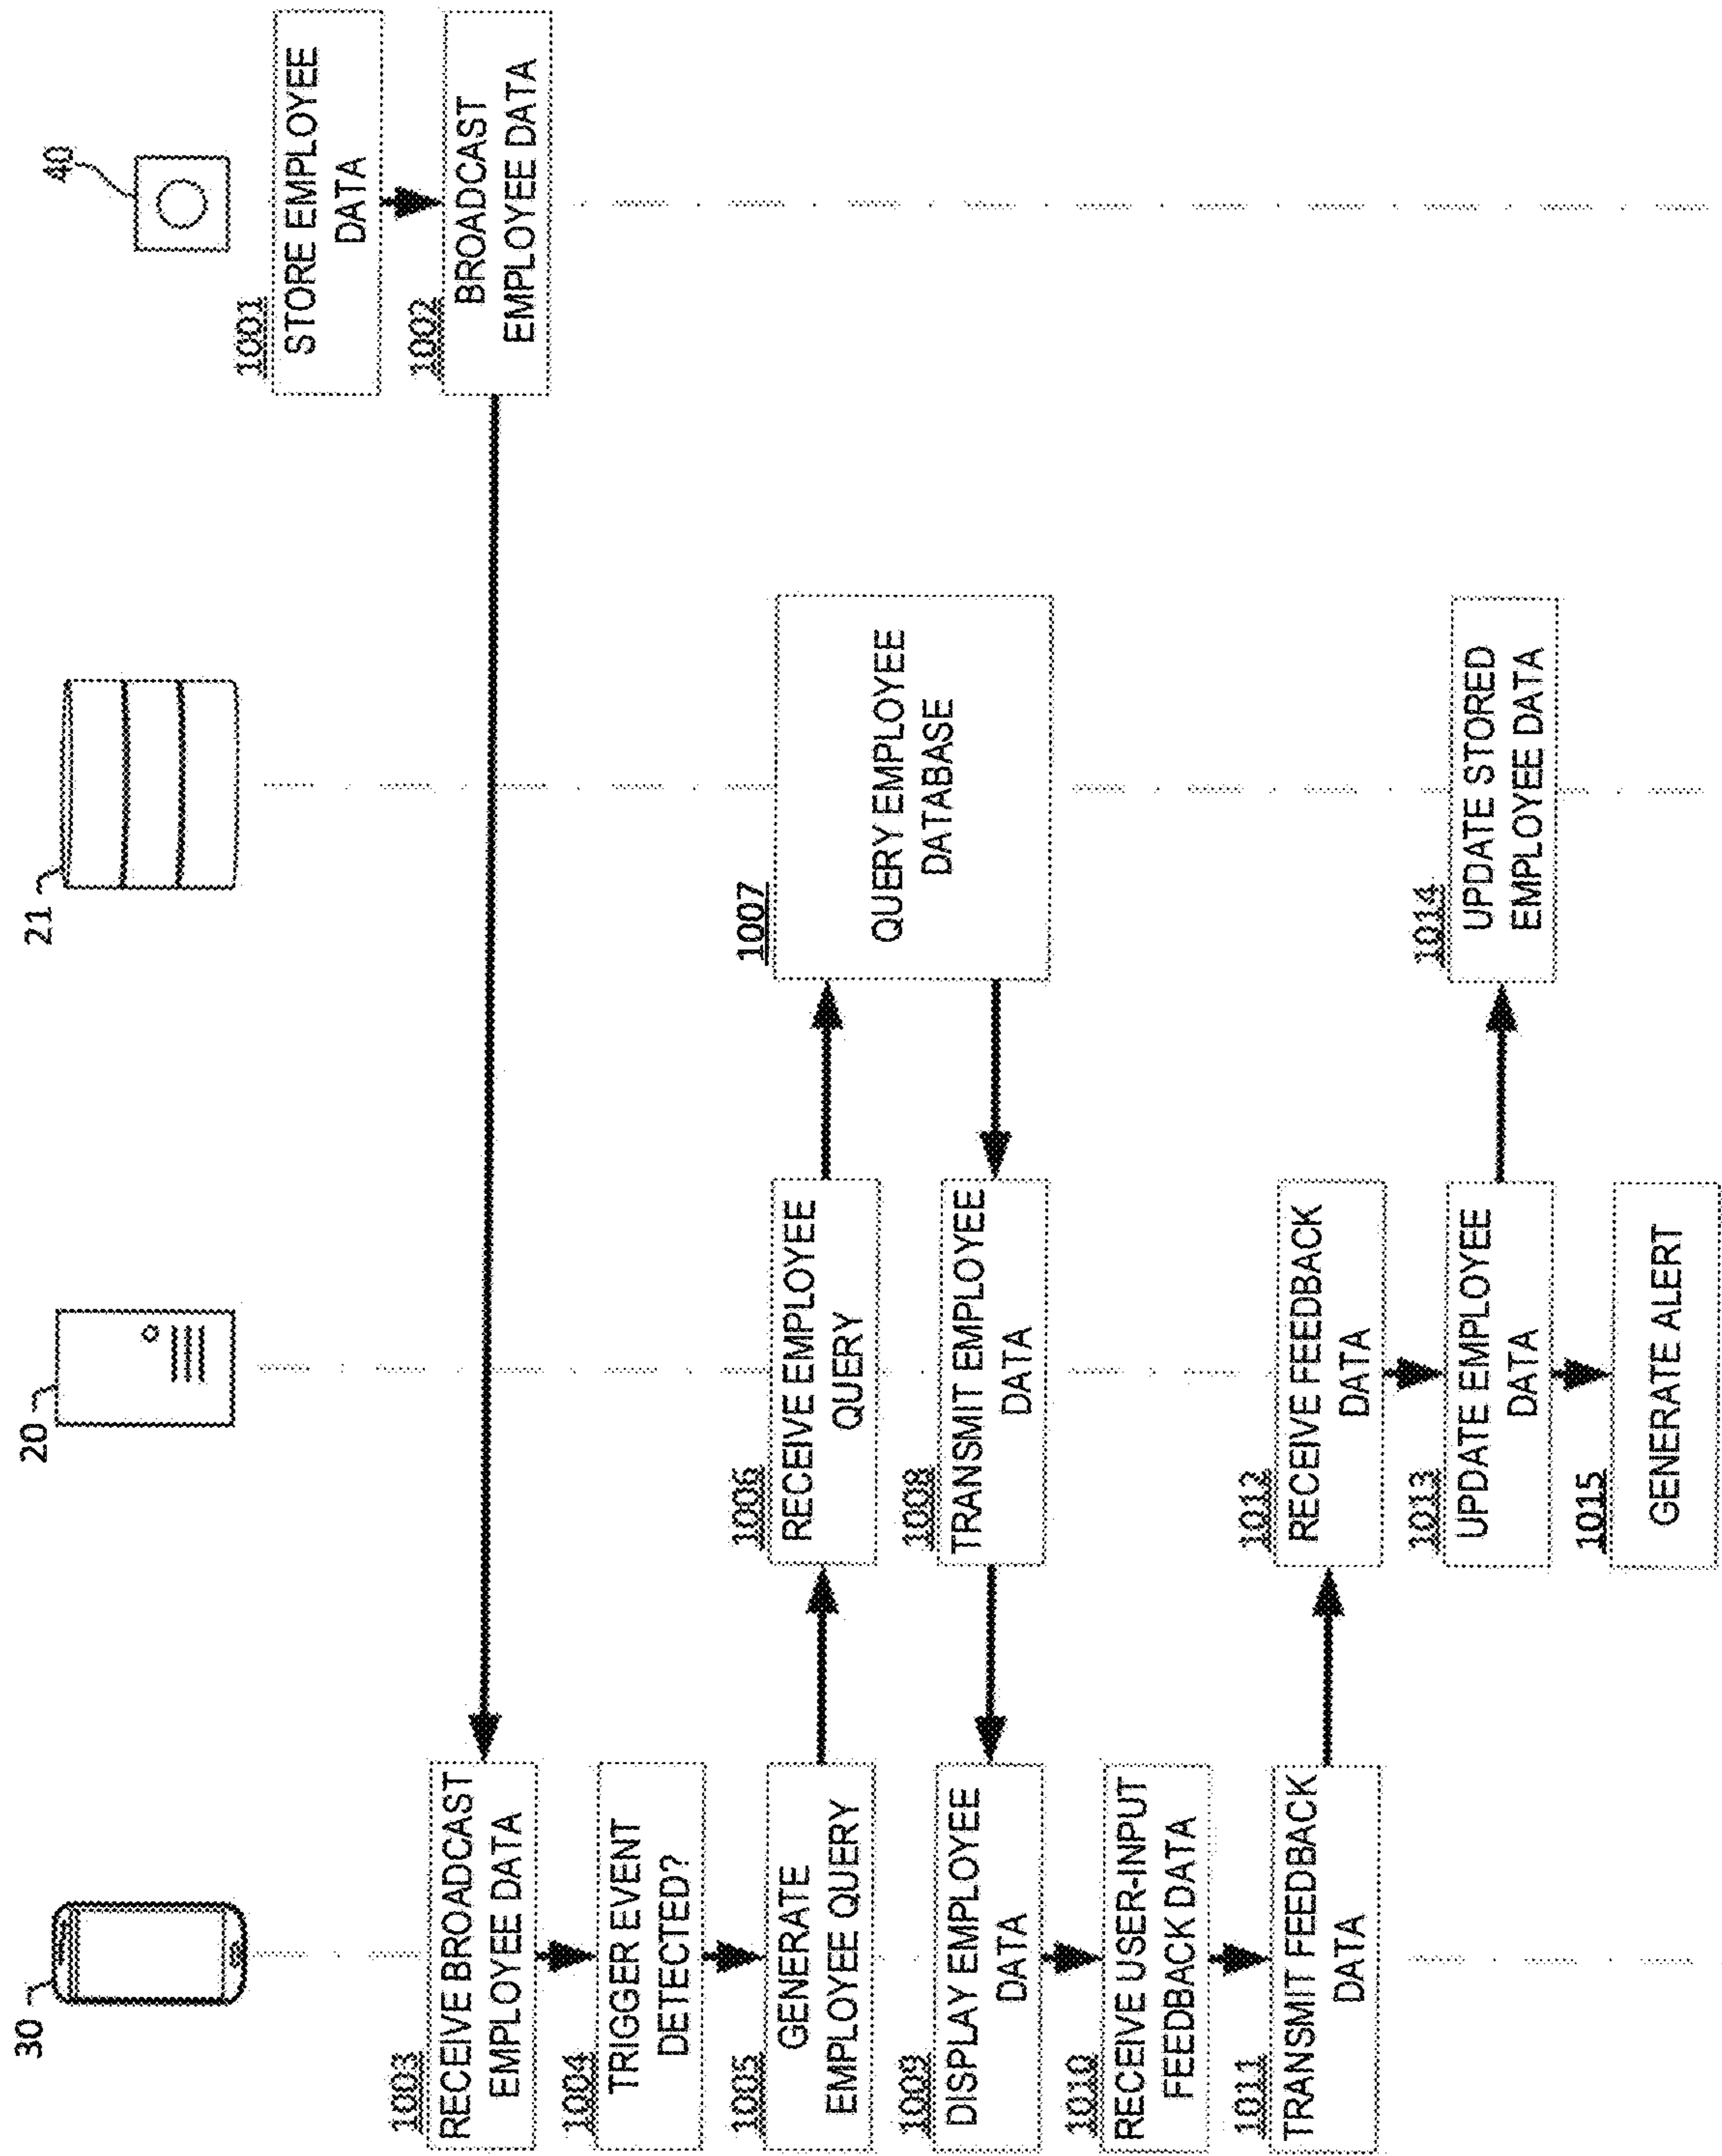 30
20
21
40
1001
STORE EMPLOYEE
DATA
1002
BROADCAST
EMPLOYEE DATA
1003
RECEIVE BROADCAST
EMPLOYEE DATA
1004
TRIGGER EVENT
DETECTED?
1005
GENERATE
EMPLOYEE QUERY
1006
RECEIVE EMPLOYEE
QUERY
1007
QUERY EMPLOYEE
DATABASE
1008
TRANSMIT EMPLOYEE
DATA
1009
DISPLAY EMPLOYEE
DATA
1010
RECEIVE USER-INPUT
FEEDBACK DATA
1011
TRANSMIT FEEDBACK
DATA
1012
RECEIVE FEEDBACK
DATA
1013
UPDATE EMPLOYEE
DATA
1014
UPDATE STORED
EMPLOYEE DATA
1015
GENERATE ALERT